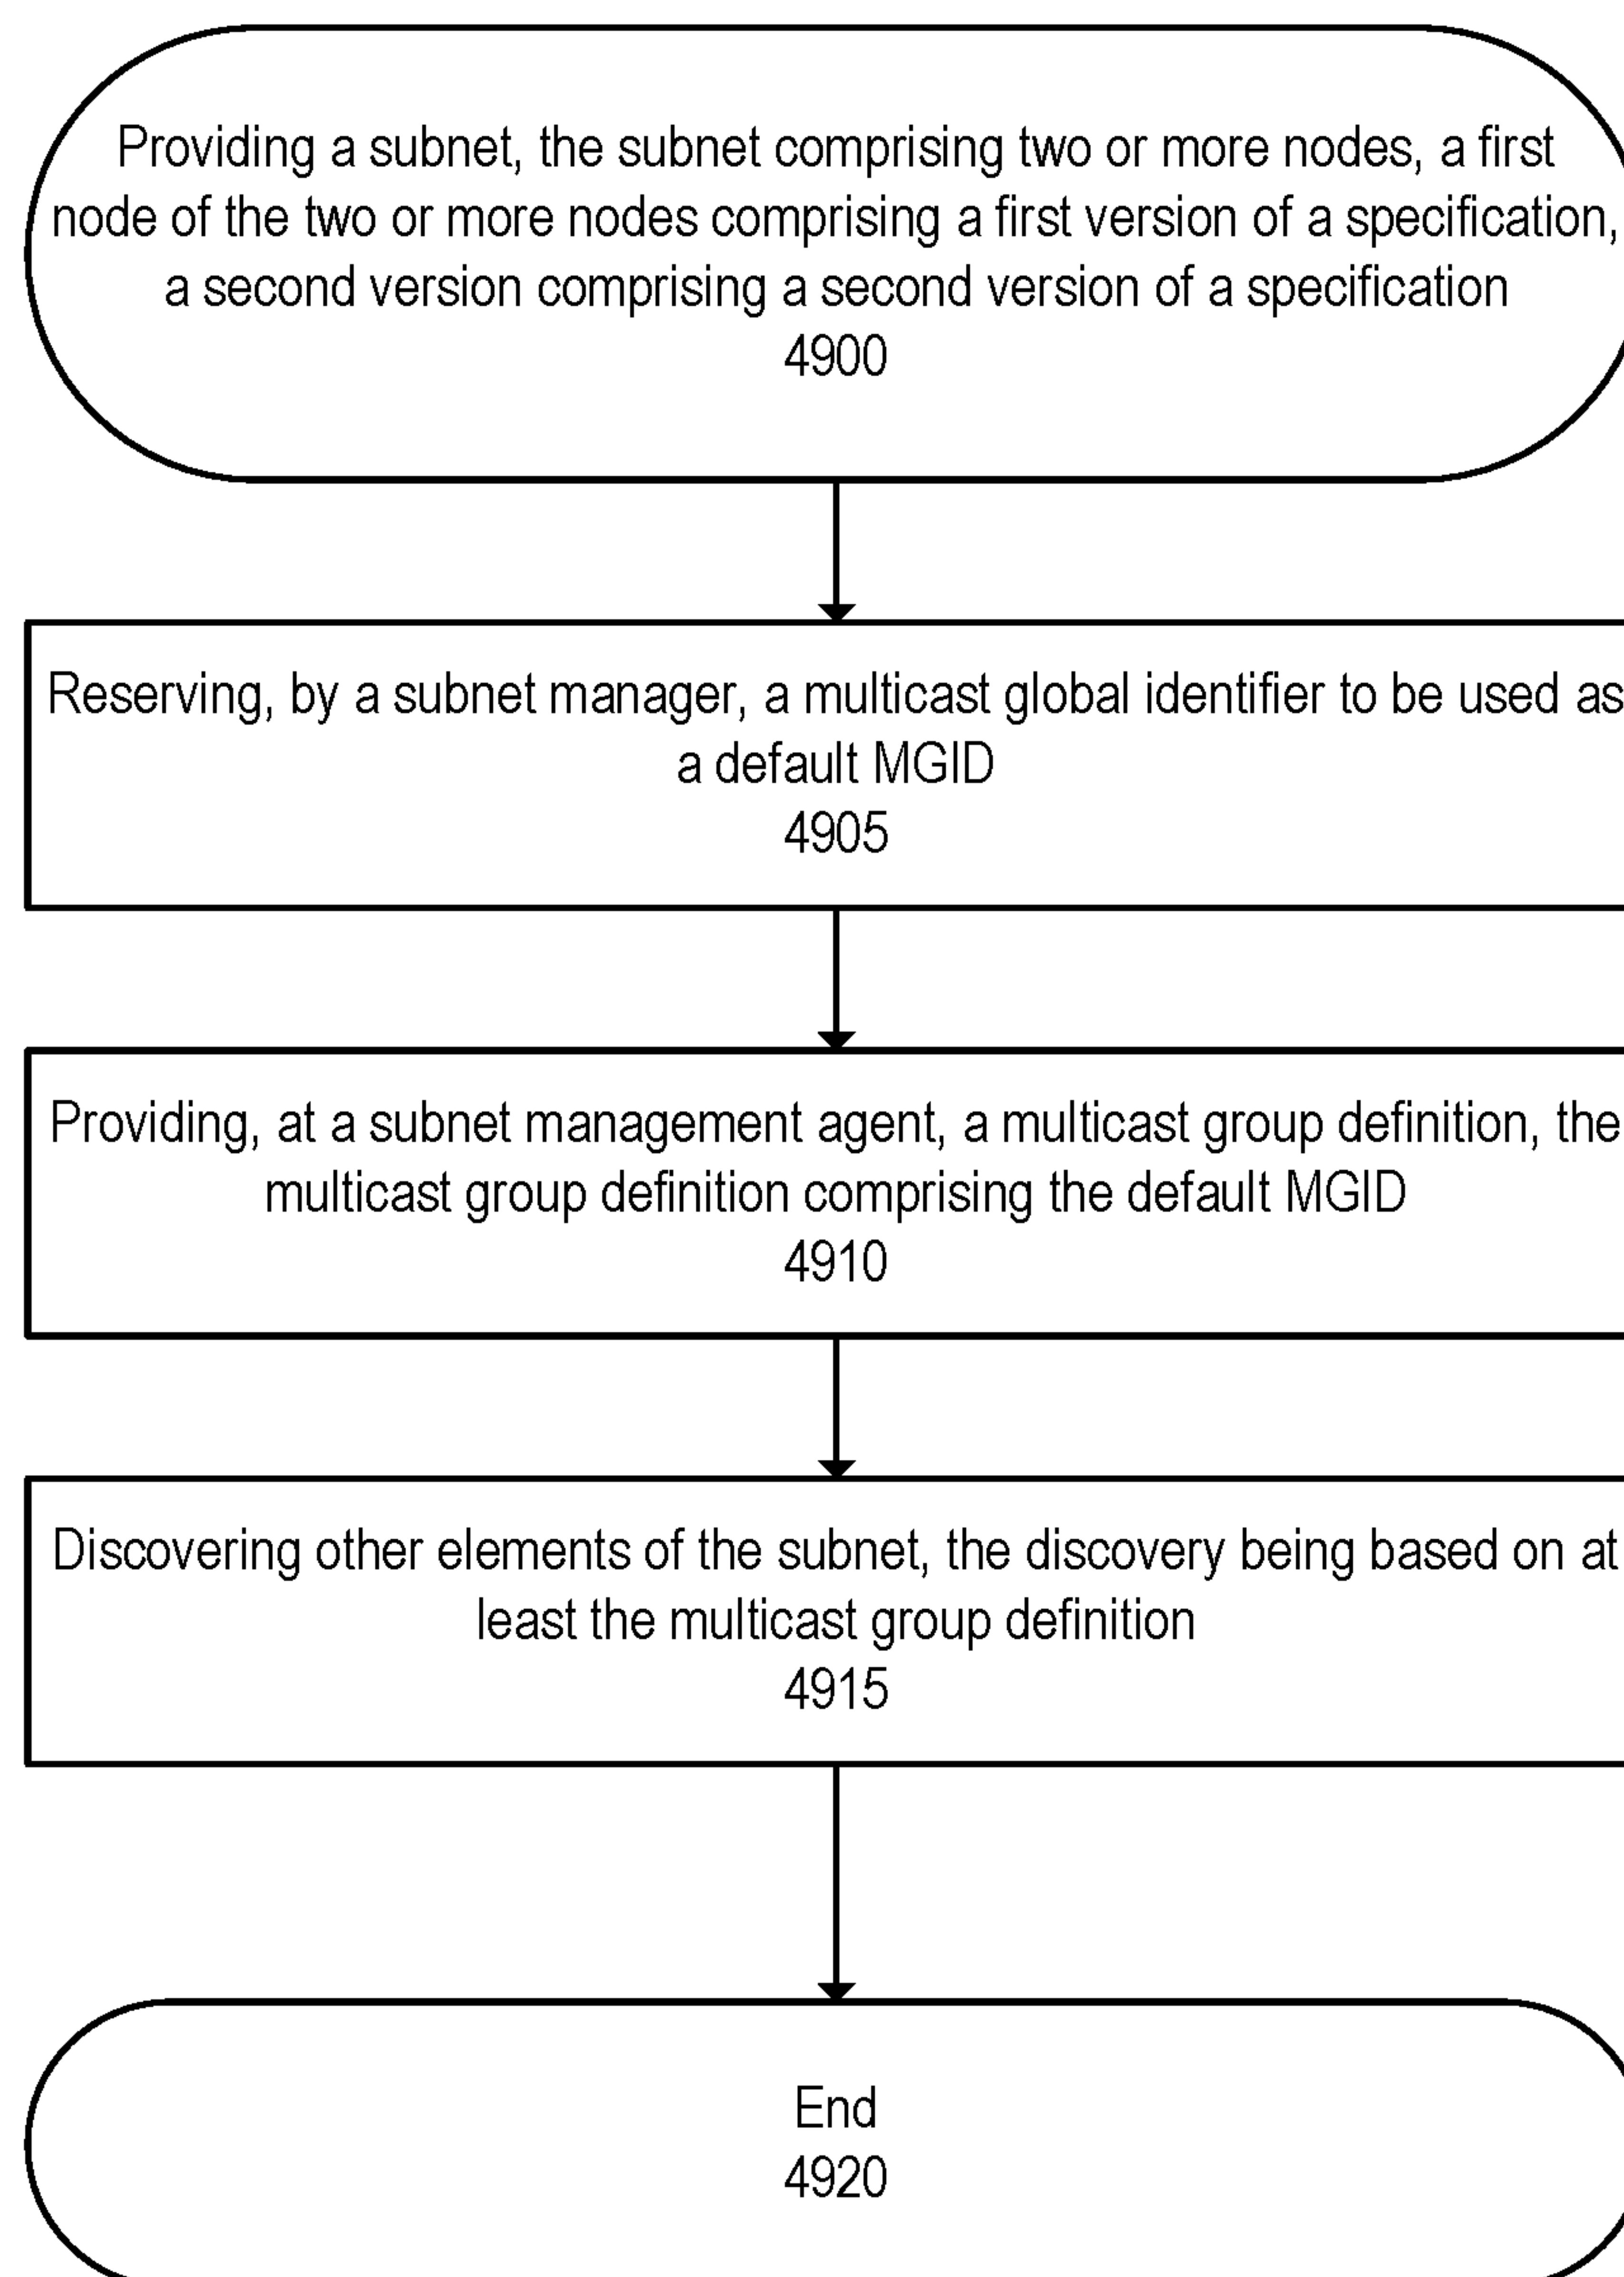 Providing a subnet, the subnet comprising two or more nodes, a first
node of the two or more nodes comprising a first version of a specification,
a second version comprising a second version of a specification
4900
Reserving, by a subnet manager, a multicast global identifier to be used as
a default MGID
4905
Providing, at a subnet management agent, a multicast group definition, the
multicast group definition comprising the default MGID
4910
Discovering other elements of the subnet, the discovery being based on at
least the multicast group definition
4915
End
4920